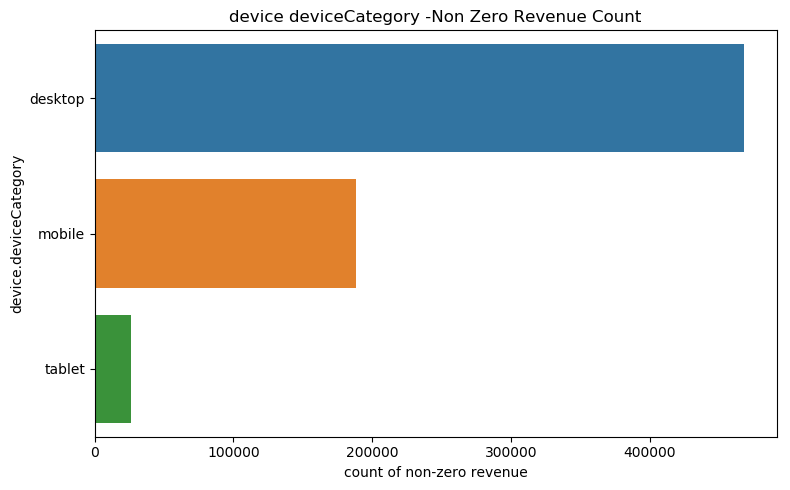 device deviceCategory -Non Zero Revenue Count
device.deviceCategory
desktop
mobile
tablet
0 100000 200000 300000 400000
count of non-zero revenue